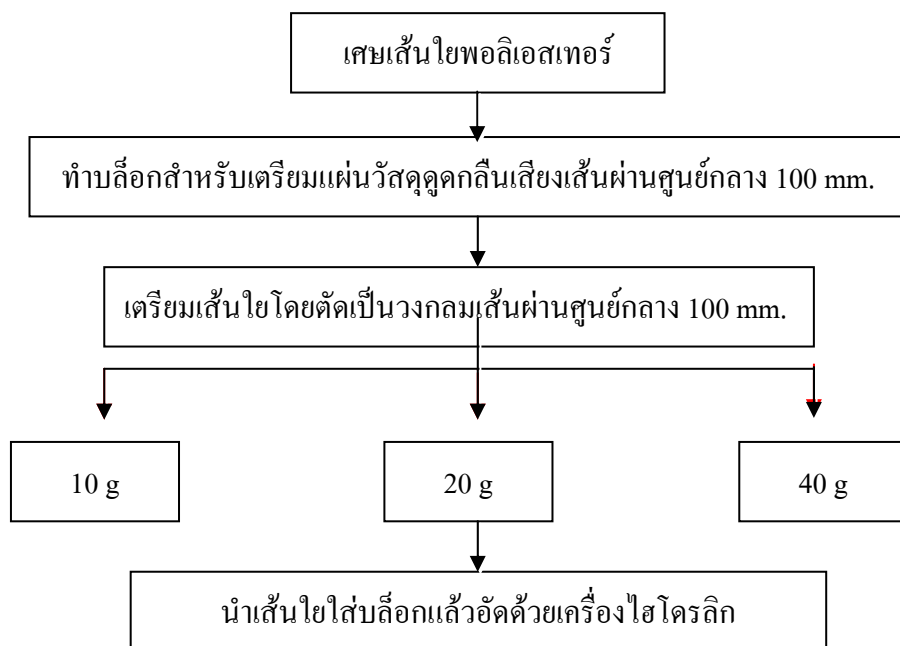 เศษเส้นใยพอลิเอสเทอร์
ทำบล็อกสำหรับเตรียมแผ่นวัสดุดูดกลืนเสียงเส้นผ่านศูนย์กลาง 100 mm.
เตรียมเส้นใยโดยตัดเป็นวงกลมเส้นผ่านศูนย์กลาง 100 mm.
10 g
20 g
40 g
นำเส้นใยใส่บล็อกแล้วอัดด้วยเครื่องไฮโดรลิก